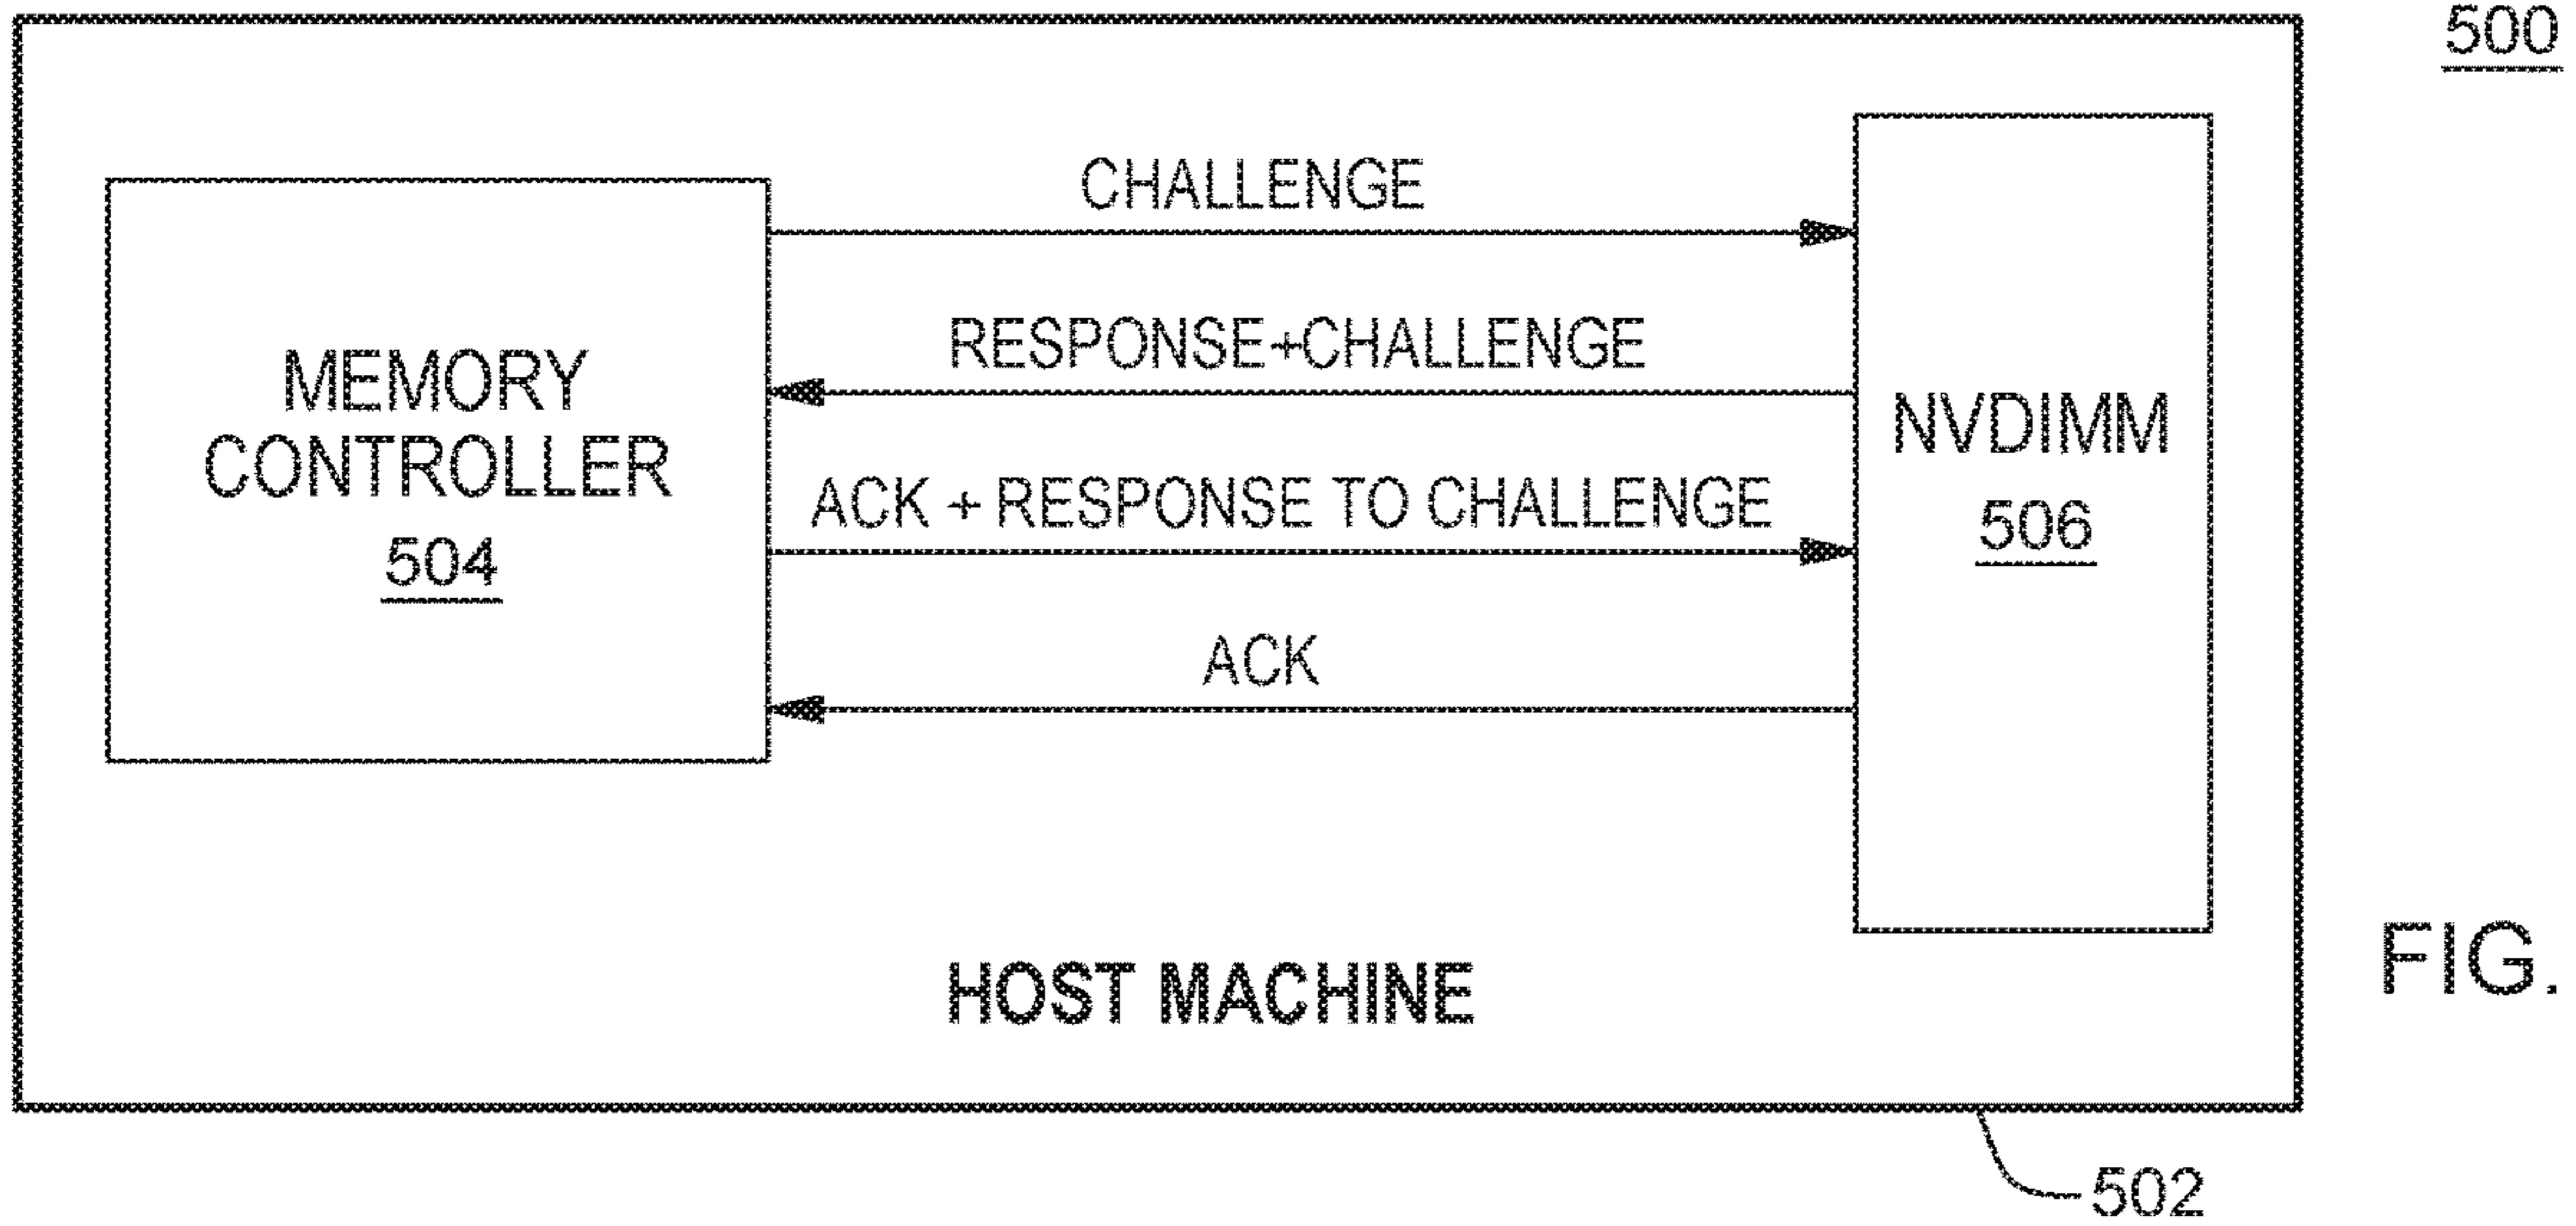 500
CHALLENGE
RESPONSE+CHALLENGE
MEMORY
CONTROLLER
504
NVDIMM
506
ACK + RESPONSE TO CHALLENGE
ACK
HOST MACHINE
FIG.
502